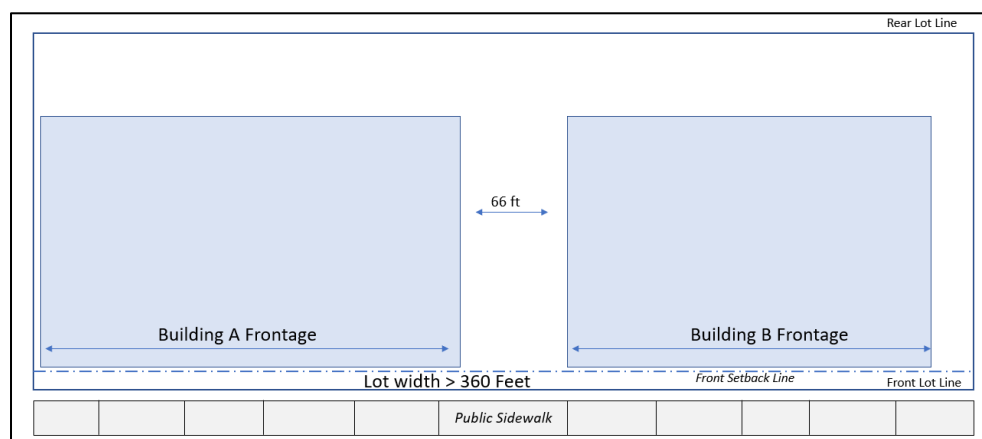 Rear Lot Line
66 ft
Building A Frontage
Building B Frontage
Lot width > 360 Feet
Front Setback Line
Front Lot Line
Public Sidewalk